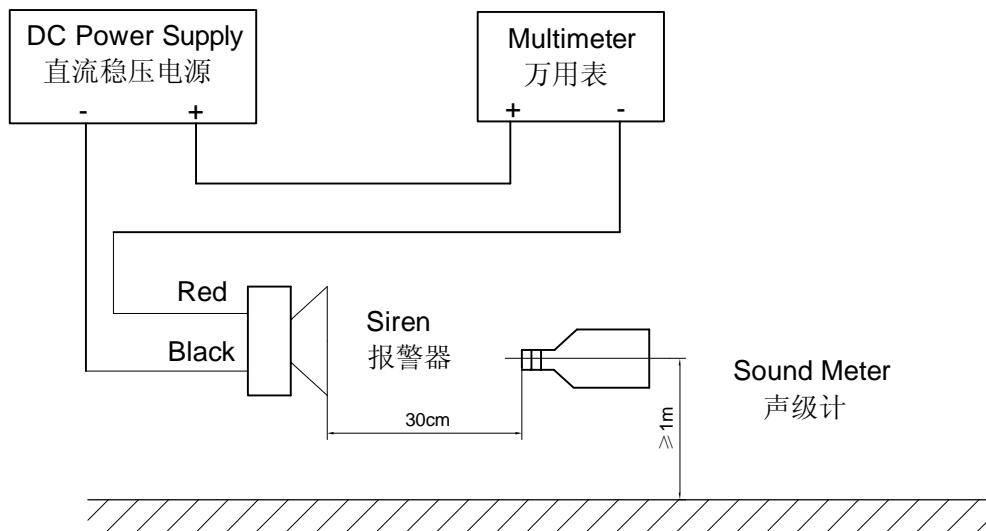 DC Power Supply
直流稳压电源
- +
Multimeter
万用表
+ -
Red
Black
Siren
报警器
30cm
≥1m
Sound Meter
声级计